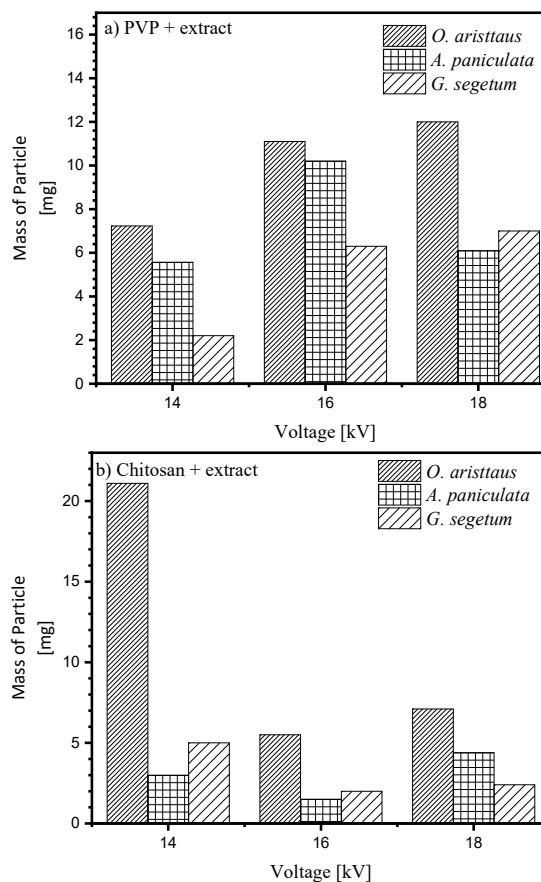 a) PVP + extract
O. aristtaus
A. paniculata
G. segetum
16
14
12
10
8
6
4
2
0
Mass of Particle
[mg]
14 16 18
Voltage [kV]
b) Chitosan + extract
O. aristtaus
A. paniculata
G. segetum
20
15
10
5
0
Mass of Particle
[mg]
14 16 18
Voltage [kV]